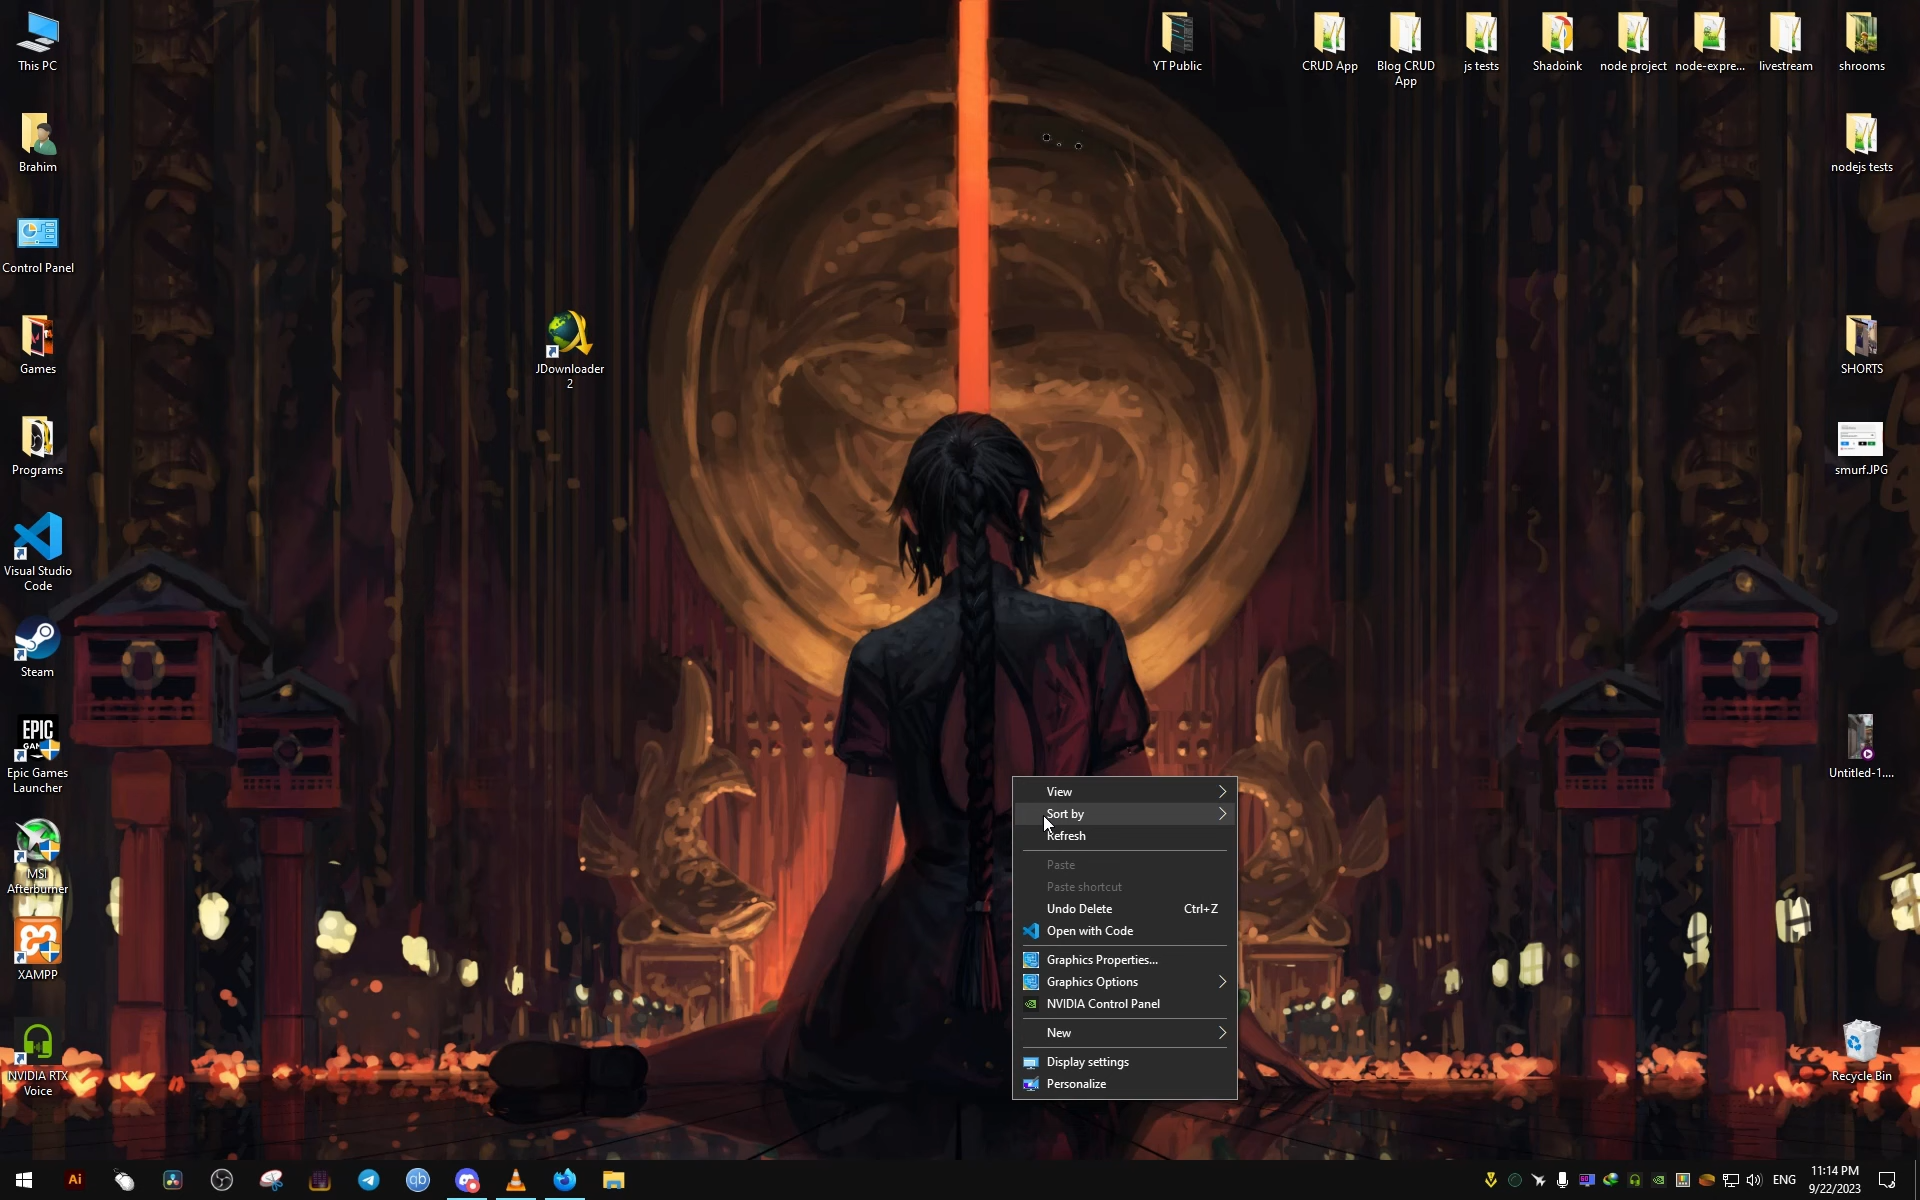 This PC
Brahim
Control Panel
Games
Programs
Visual Studio
Code
Steam
EPIC
Epic Games
Launcher
MSI
Afterburner
XAMPP
NVIDIA RTX
Voice
JDownloader
2
YT Public
CRUD App
Blog CRUD
App
js tests
Shadoink
node project
node-expre...
livestream
shrooms
nodejs tests
SHORTS
smurf.JPG
Untitled-1....
Recycle Bin
View
Sort by
Refresh
Paste
Paste shortcut
Undo Delete Ctrl+Z
Open with Code
Graphics Properties...
Graphics Options
NVIDIA Control Panel
New
Display settings
Personalize
Ai
qb
ENG
11:14 PM
9/22/2023